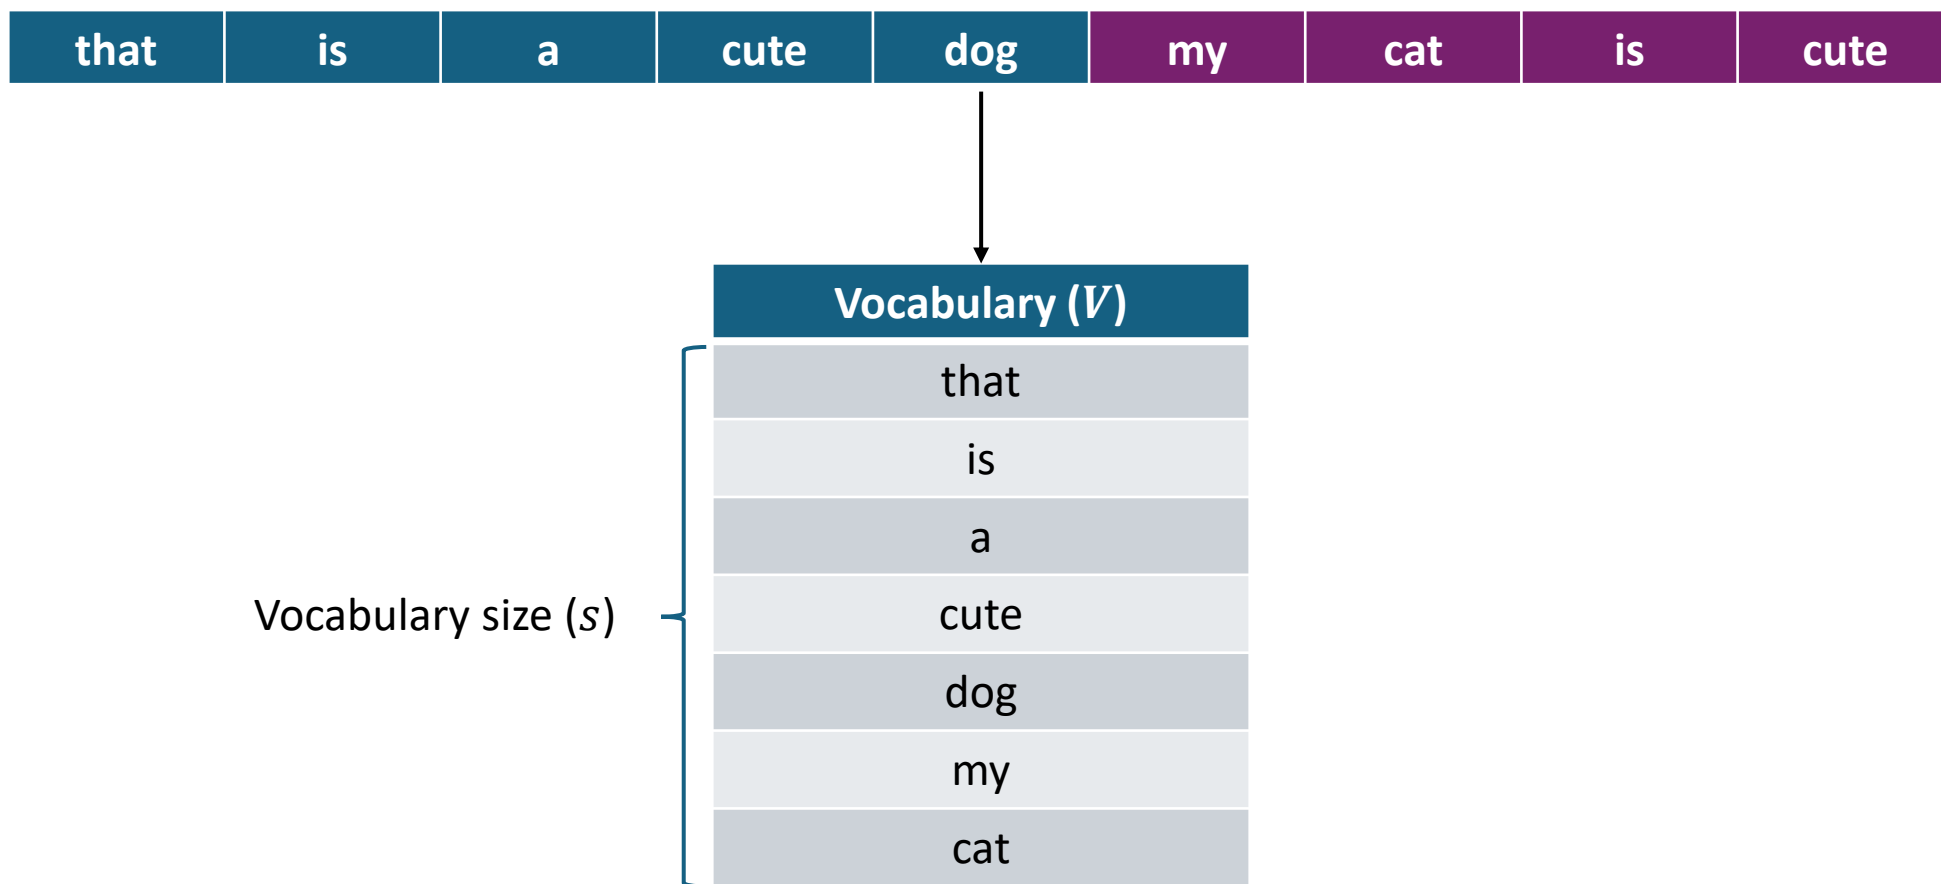 that is a cute dog my cat is cute
Vocabulary (V)
that
is
a
cute
Vocabulary size (s)
dog
my
cat